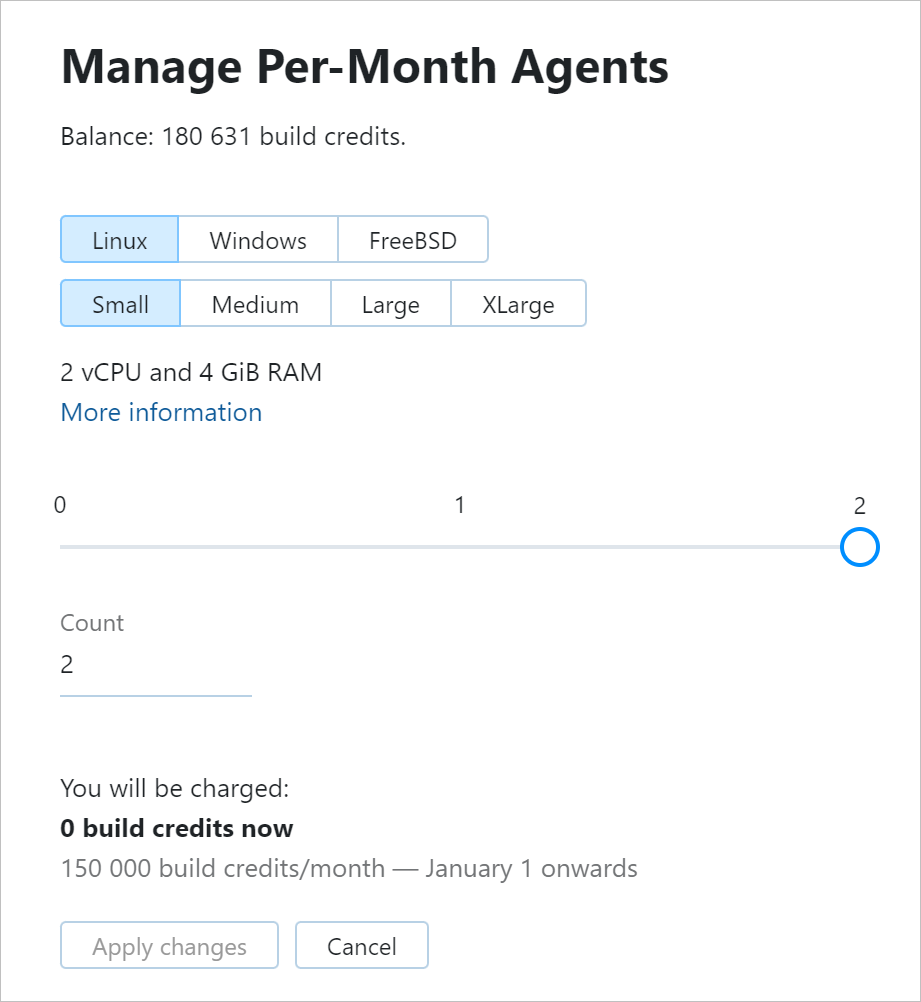 Manage Per-Month Agents
Balance: 180 631 build credits.
Linux Windows FreeBSD
Small Medium Large XLarge
2 vCPU and 4 GiB RAM
More information
0 1 2
Count
2
You will be charged:
0 build credits now
150 000 build credits/month — January 1 onwards
Apply changes Cancel